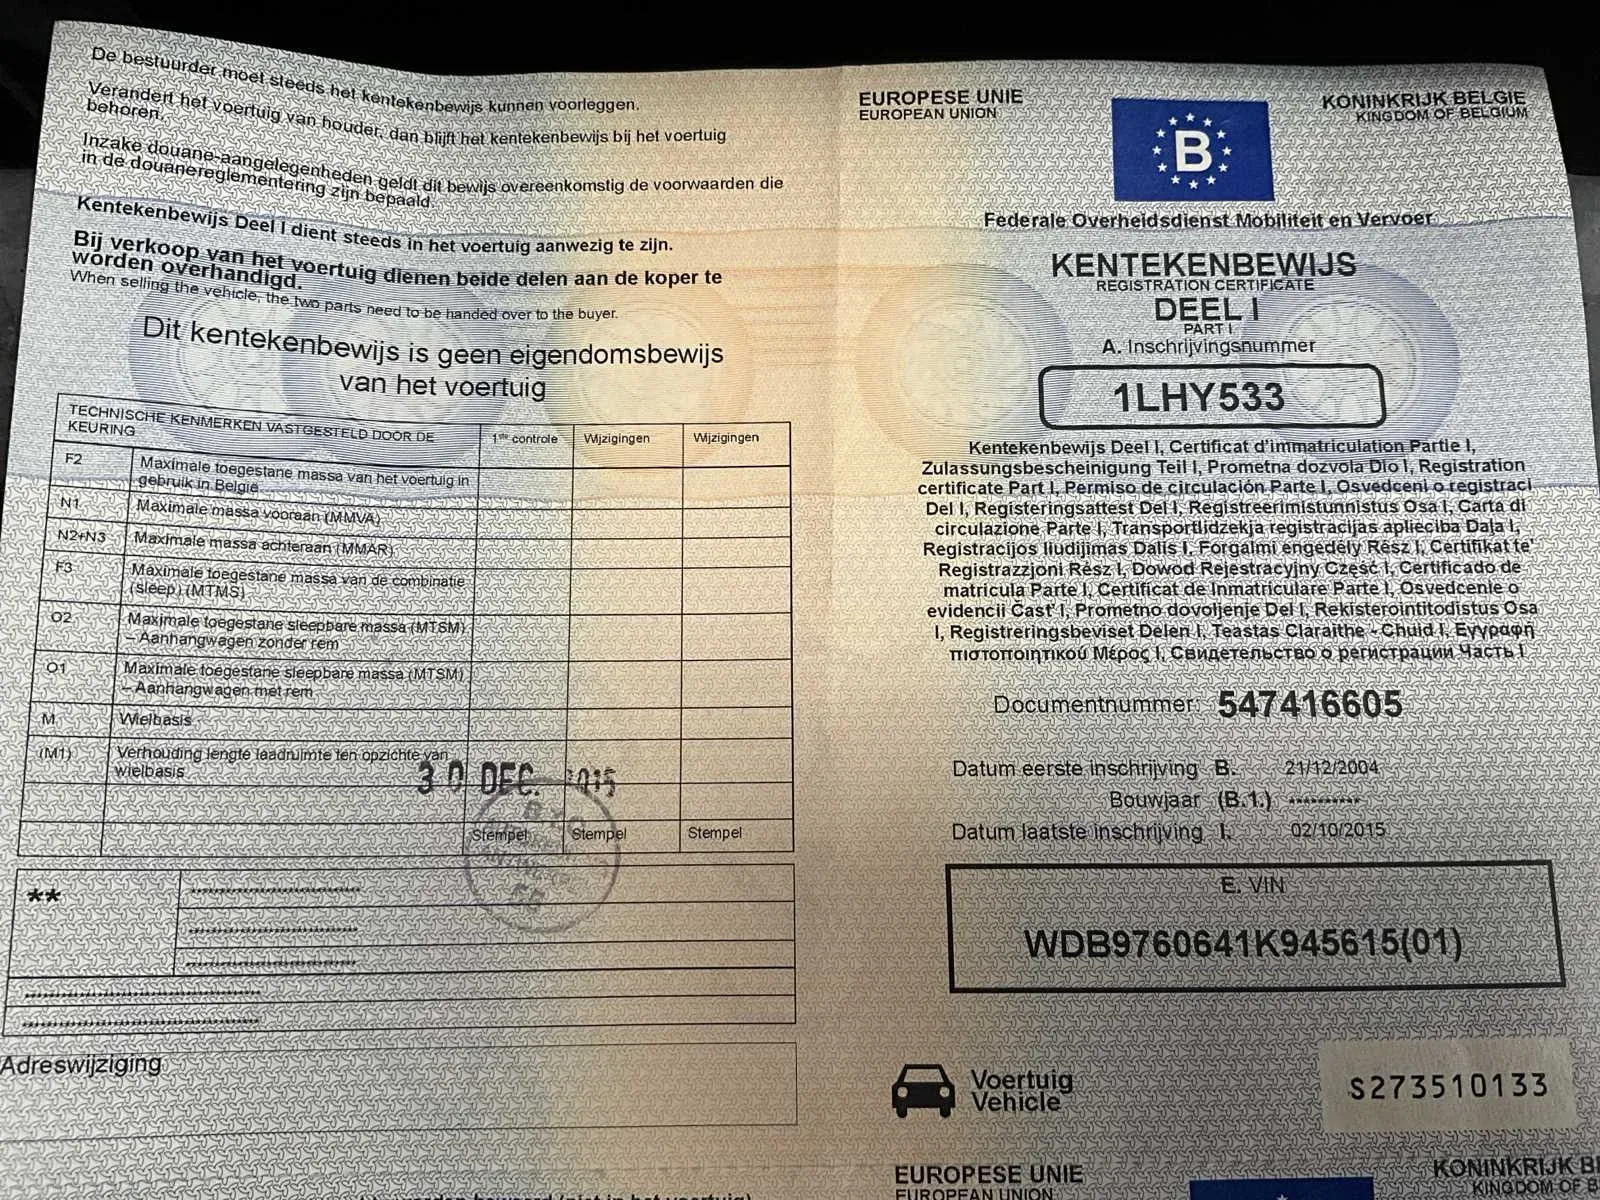 De bestuurder moet steeds het kentekenbewijs kunnen voorleggen.
Verandert het voertuig van houder, dan blijft het kentekenbewijs bij het voertuig
behoren.
Inzake douane-aangelegenheden geldt dit bewijs overeenkomstig de voorwaarden die
in de douanereglementering zijn bepaald.
Kentekenbewijs Deel I dient steeds in het voertuig aanwezig te zijn.
Bij verkoop van het voertuig dienen beide delen aan de koper te
worden overhandigd.
When selling the vehicle, the two parts need to be handed over to the buyer.
Dit kentekenbewijs is geen eigendomsbewijs
van het voertuig
TECHNISCHE KENMERKEN VASTGESTELD DOOR DE
KEURING
1ste controle
Wijzigingen
Wijzigingen
F2 Maximale toegestane massa van het voertuig in
gebruik in Belgie
N1 Maximale massa vooraan (MMVA)
N2+N3 Maximale massa achteraan (MMAR)
F3 Maximale toegestane massa van de combinatie
(sleep) (MTMS)
O2 Maximale toegestane sleepbare massa (MTSM)
– Aanhangwagen zonder rem
O1 Maximale toegestane sleepbare massa (MTSM)
– Aanhangwagen met rem
M Wielbasis
(M1) Verhouding lengte laadruimte ten opzichte van
wielbasis
30 DEC. 2015
Stempel Stempel Stempel
**
Adreswijziging
EUROPESE UNIE
EUROPEAN UNION
B
KONINKRIJK BELGIE
KINGDOM OF BELGIUM
Federale Overheidsdienst Mobiliteit en Vervoer
KENTEKENBEWIJS
REGISTRATION CERTIFICATE
DEEL I
PART I
A. Inschrijvingsnummer
1LHY533
Kentekenbewijs Deel I, Certificat d'immatriculation Partie I,
Zulassungsbescheinigung Teil I, Prometna dozvola Dio I, Registration
certificate Part I, Permiso de circulación Parte I, Osvedceni o registraci
Del I, Registeringsattest Del I, Registreerimistunnistus Osa I, Carta di
circolazione Parte I, Transportlidzekja registracijas aplieciba Daļa I,
Registracijos liudijimas Dalis I, Forgalmi engedély Rész I, Certifikat te'
Registrazzjoni Rész I, Dowod Rejestracyjny Część I, Certificado de
matricula Parte I, Certificat de Inmatriculare Parte I, Osvedcenie o
evidencii Časť I, Prometno dovoljenje Del I, Rekisterointitodistus Osa
I, Registreringsbeviset Delen I, Teastas Claraithe - Chuid I, Εγγραφή
πιστοποιητικού Μέρος I, Свидетельство о регистрации Часть I
Documentnummer: 547416605
Datum eerste inschrijving B. 21/12/2004
Bouwjaar (B.1.) **********
Datum laatste inschrijving I. 02/10/2015
E. VIN
WDB9760641K945615(01)
Voertuig
Vehicle
S273510133
EUROPESE UNIE
EUROPEAN UNION
KONINKRIJK B
KINGDOM OF B